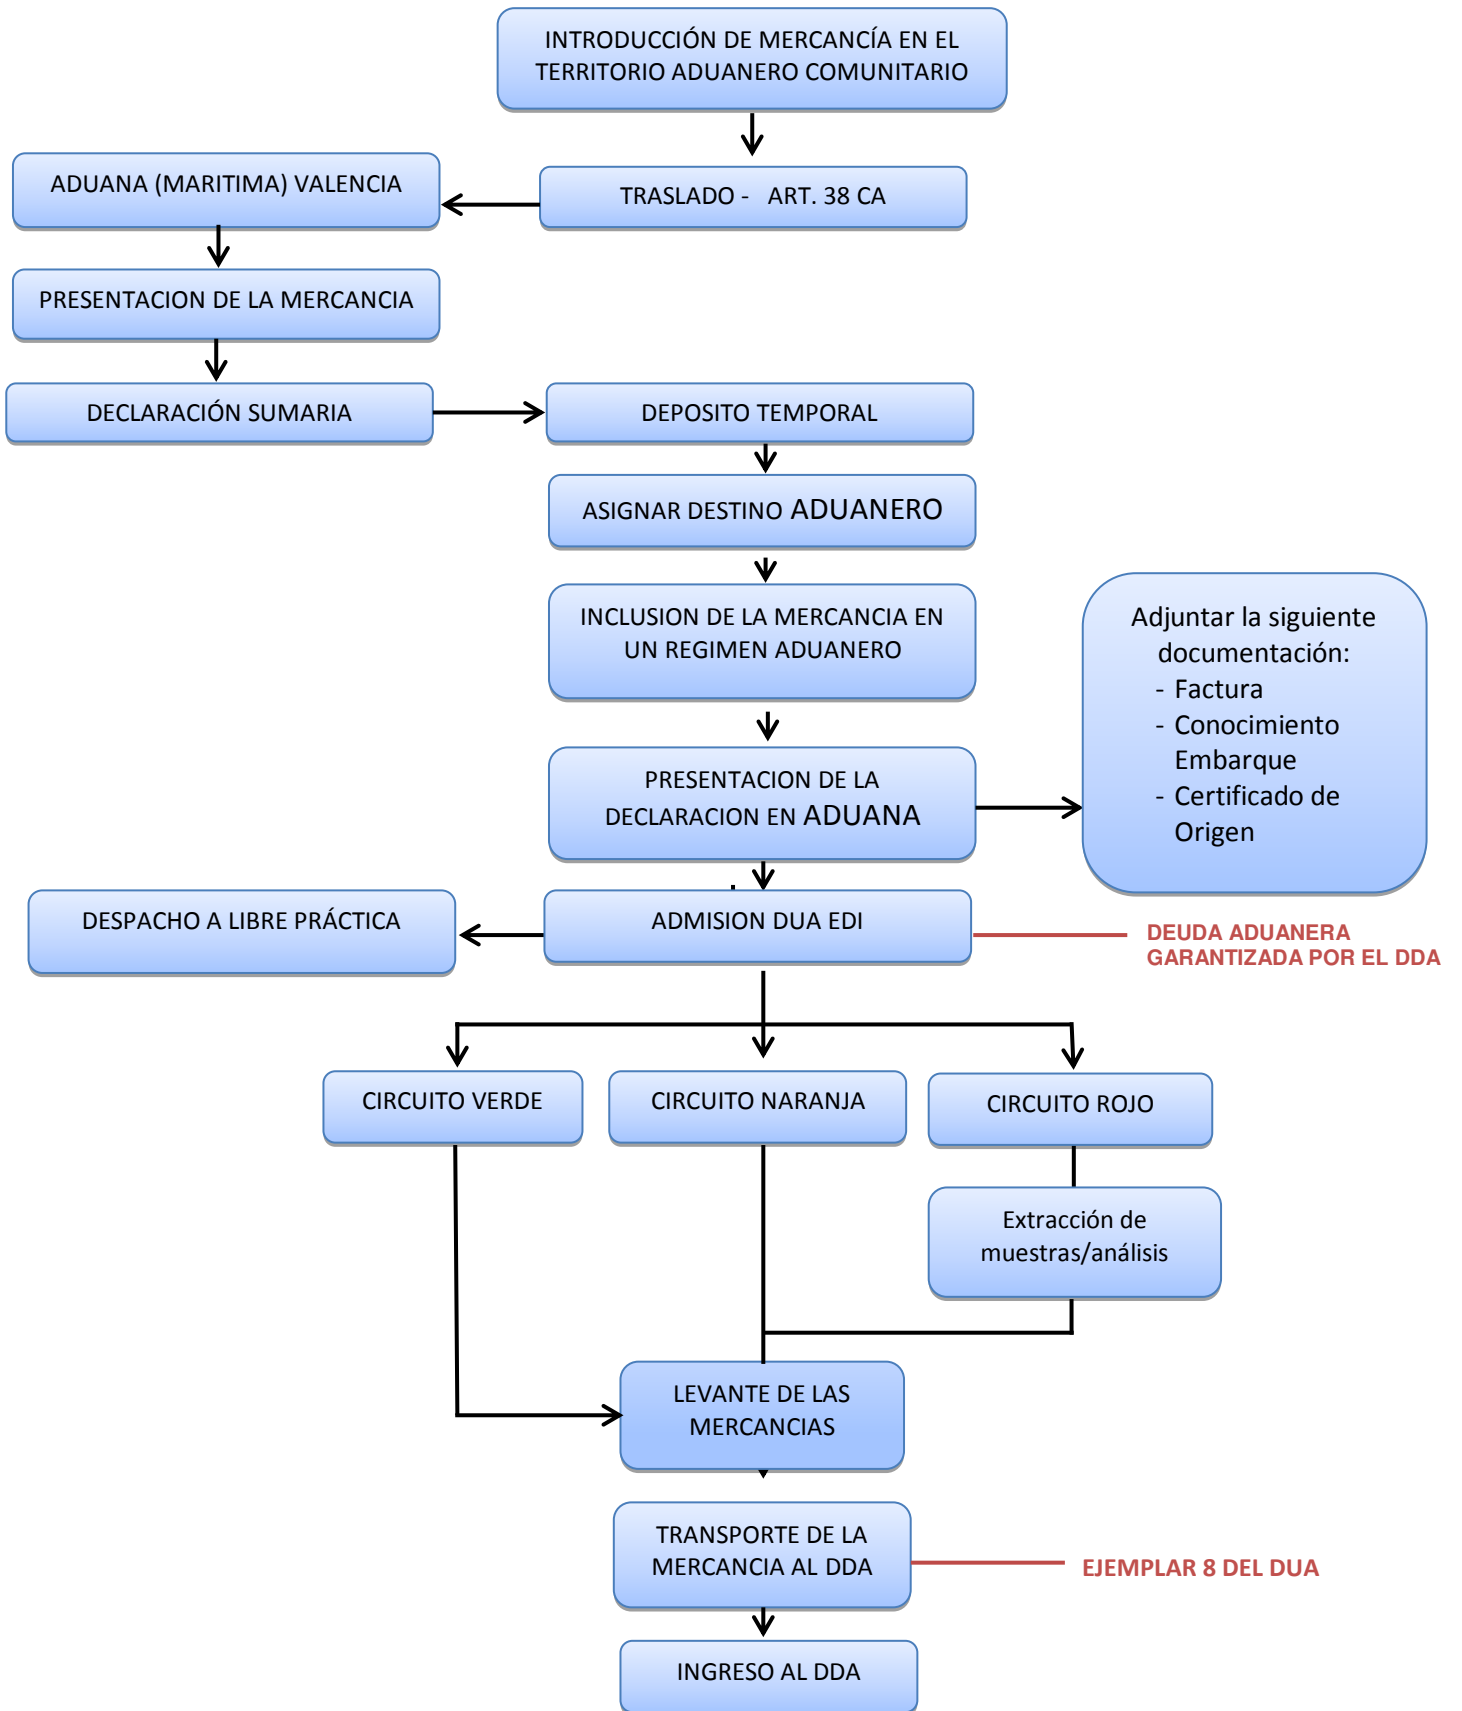 INTRODUCCIÓN DE MERCANCÍA EN EL
TERRITORIO ADUANERO COMUNITARIO
TRASLADO - ART. 38 CA
ADUANA (MARITIMA) VALENCIA
PRESENTACION DE LA MERCANCIA
DECLARACIÓN SUMARIA
DEPOSITO TEMPORAL
ASIGNAR DESTINO ADUANERO
INCLUSION DE LA MERCANCIA EN
UN REGIMEN ADUANERO
PRESENTACION DE LA
DECLARACION EN ADUANA
Adjuntar la siguiente
documentación:
- Factura
- Conocimiento
Embarque
- Certificado de
Origen
ADMISION DUA EDI
DESPACHO A LIBRE PRÁCTICA
DEUDA ADUANERA
GARANTIZADA POR EL DDA
CIRCUITO VERDE
CIRCUITO NARANJA
CIRCUITO ROJO
Extracción de
muestras/análisis
LEVANTE DE LAS
MERCANCIAS
TRANSPORTE DE LA
MERCANCIA AL DDA
EJEMPLAR 8 DEL DUA
INGRESO AL DDA